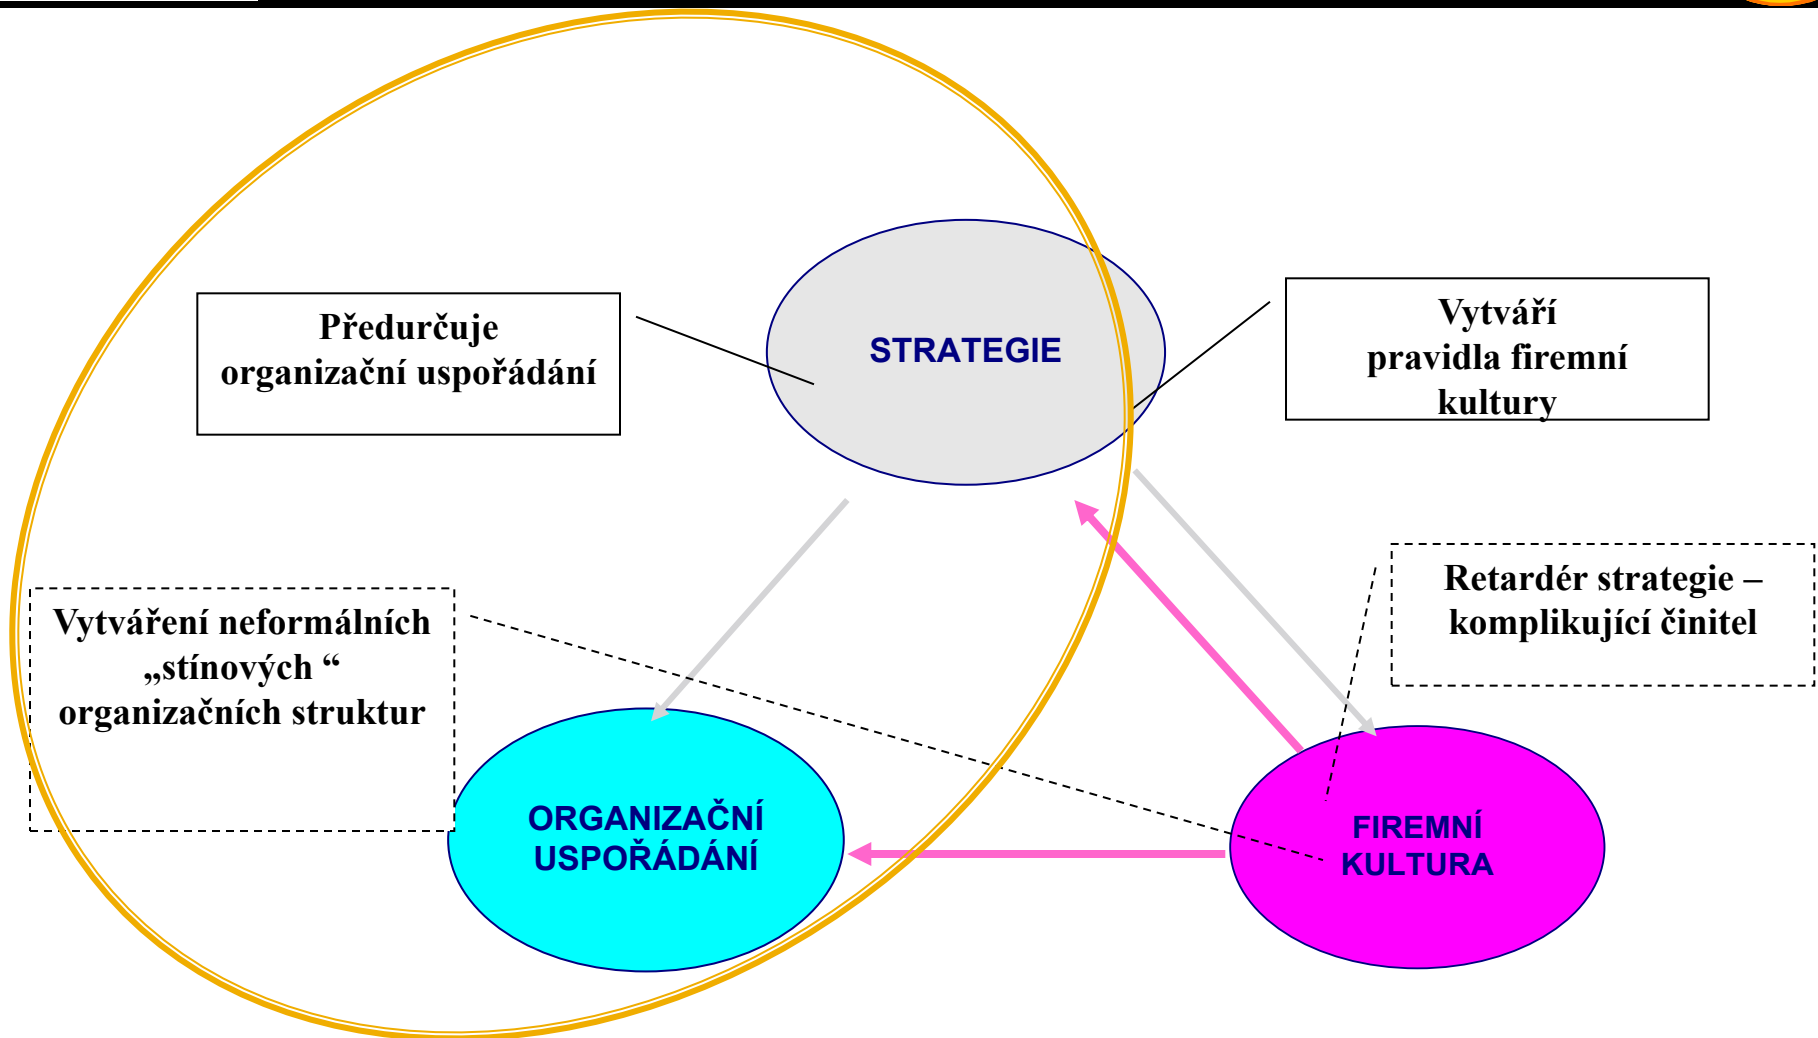 STRATEGIE
Předurčuje
organizační uspořádání
Vytváří
pravidla firemní
kultury
Vytváření neformálních
„stínových “
organizačních struktur
Retardér strategie –
komplikující činitel
ORGANIZAČNÍ
USPOŘÁDÁNÍ
FIREMNÍ
KULTURA